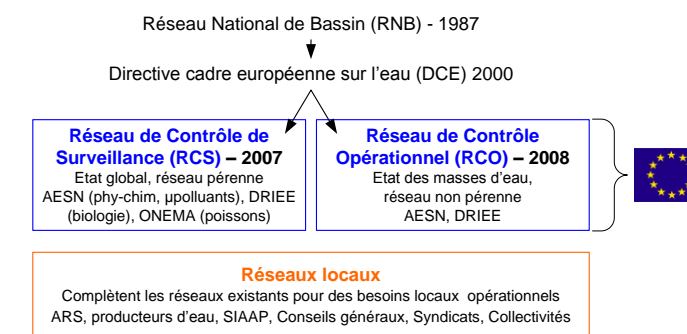 Réseau National de Bassin (RNB) - 1987
Directive cadre européenne sur l'eau (DCE) 2000
Réseau de Contrôle de
Surveillance (RCS) – 2007
Etat global, réseau pérenne
AESN (phy-chim, µpolluants), DRIEE
(biologie), ONEMA (poissons)
Réseau de Contrôle
Opérationnel (RCO) – 2008
Etat des masses d'eau,
réseau non pérenne
AESN, DRIEE
Réseaux locaux
Complètent les réseaux existants pour des besoins locaux opérationnels
ARS, producteurs d'eau, SIAAP, Conseils généraux, Syndicats, Collectivités